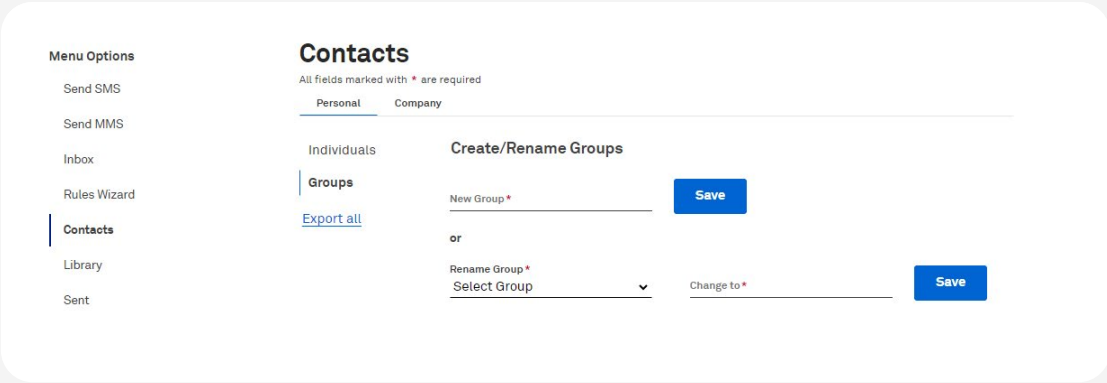 Menu Options
Send SMS
Send MMS
Inbox
Rules Wizard
Contacts
Library
Sent
Contacts
All fields marked with * are required
Personal Company
Individuals
Groups
Export all
Create/Rename Groups
New Group*
Save
or
Rename Group*
Select Group
Change to*
Save